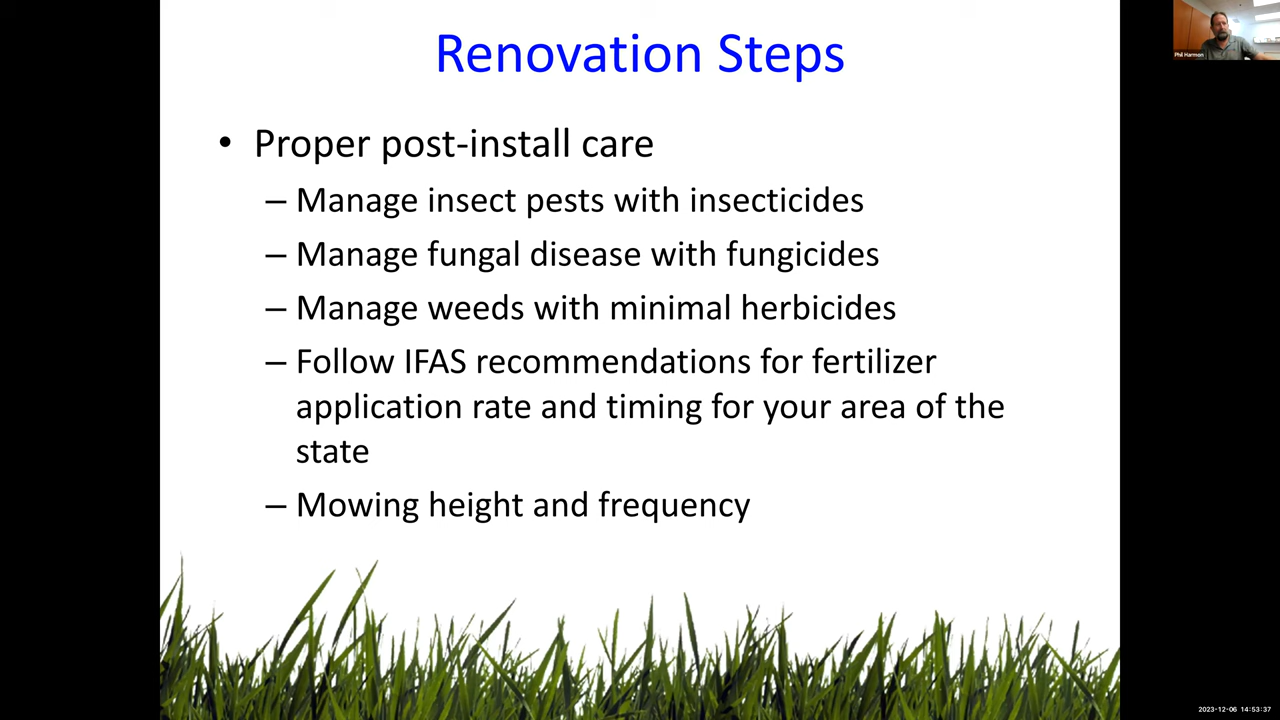 Renovation Steps
Phil Harmon
• Proper post-install care
– Manage insect pests with insecticides
– Manage fungal disease with fungicides
– Manage weeds with minimal herbicides
– Follow IFAS recommendations for fertilizer
application rate and timing for your area of the
state
– Mowing height and frequency
2023-12-06 14:53:37